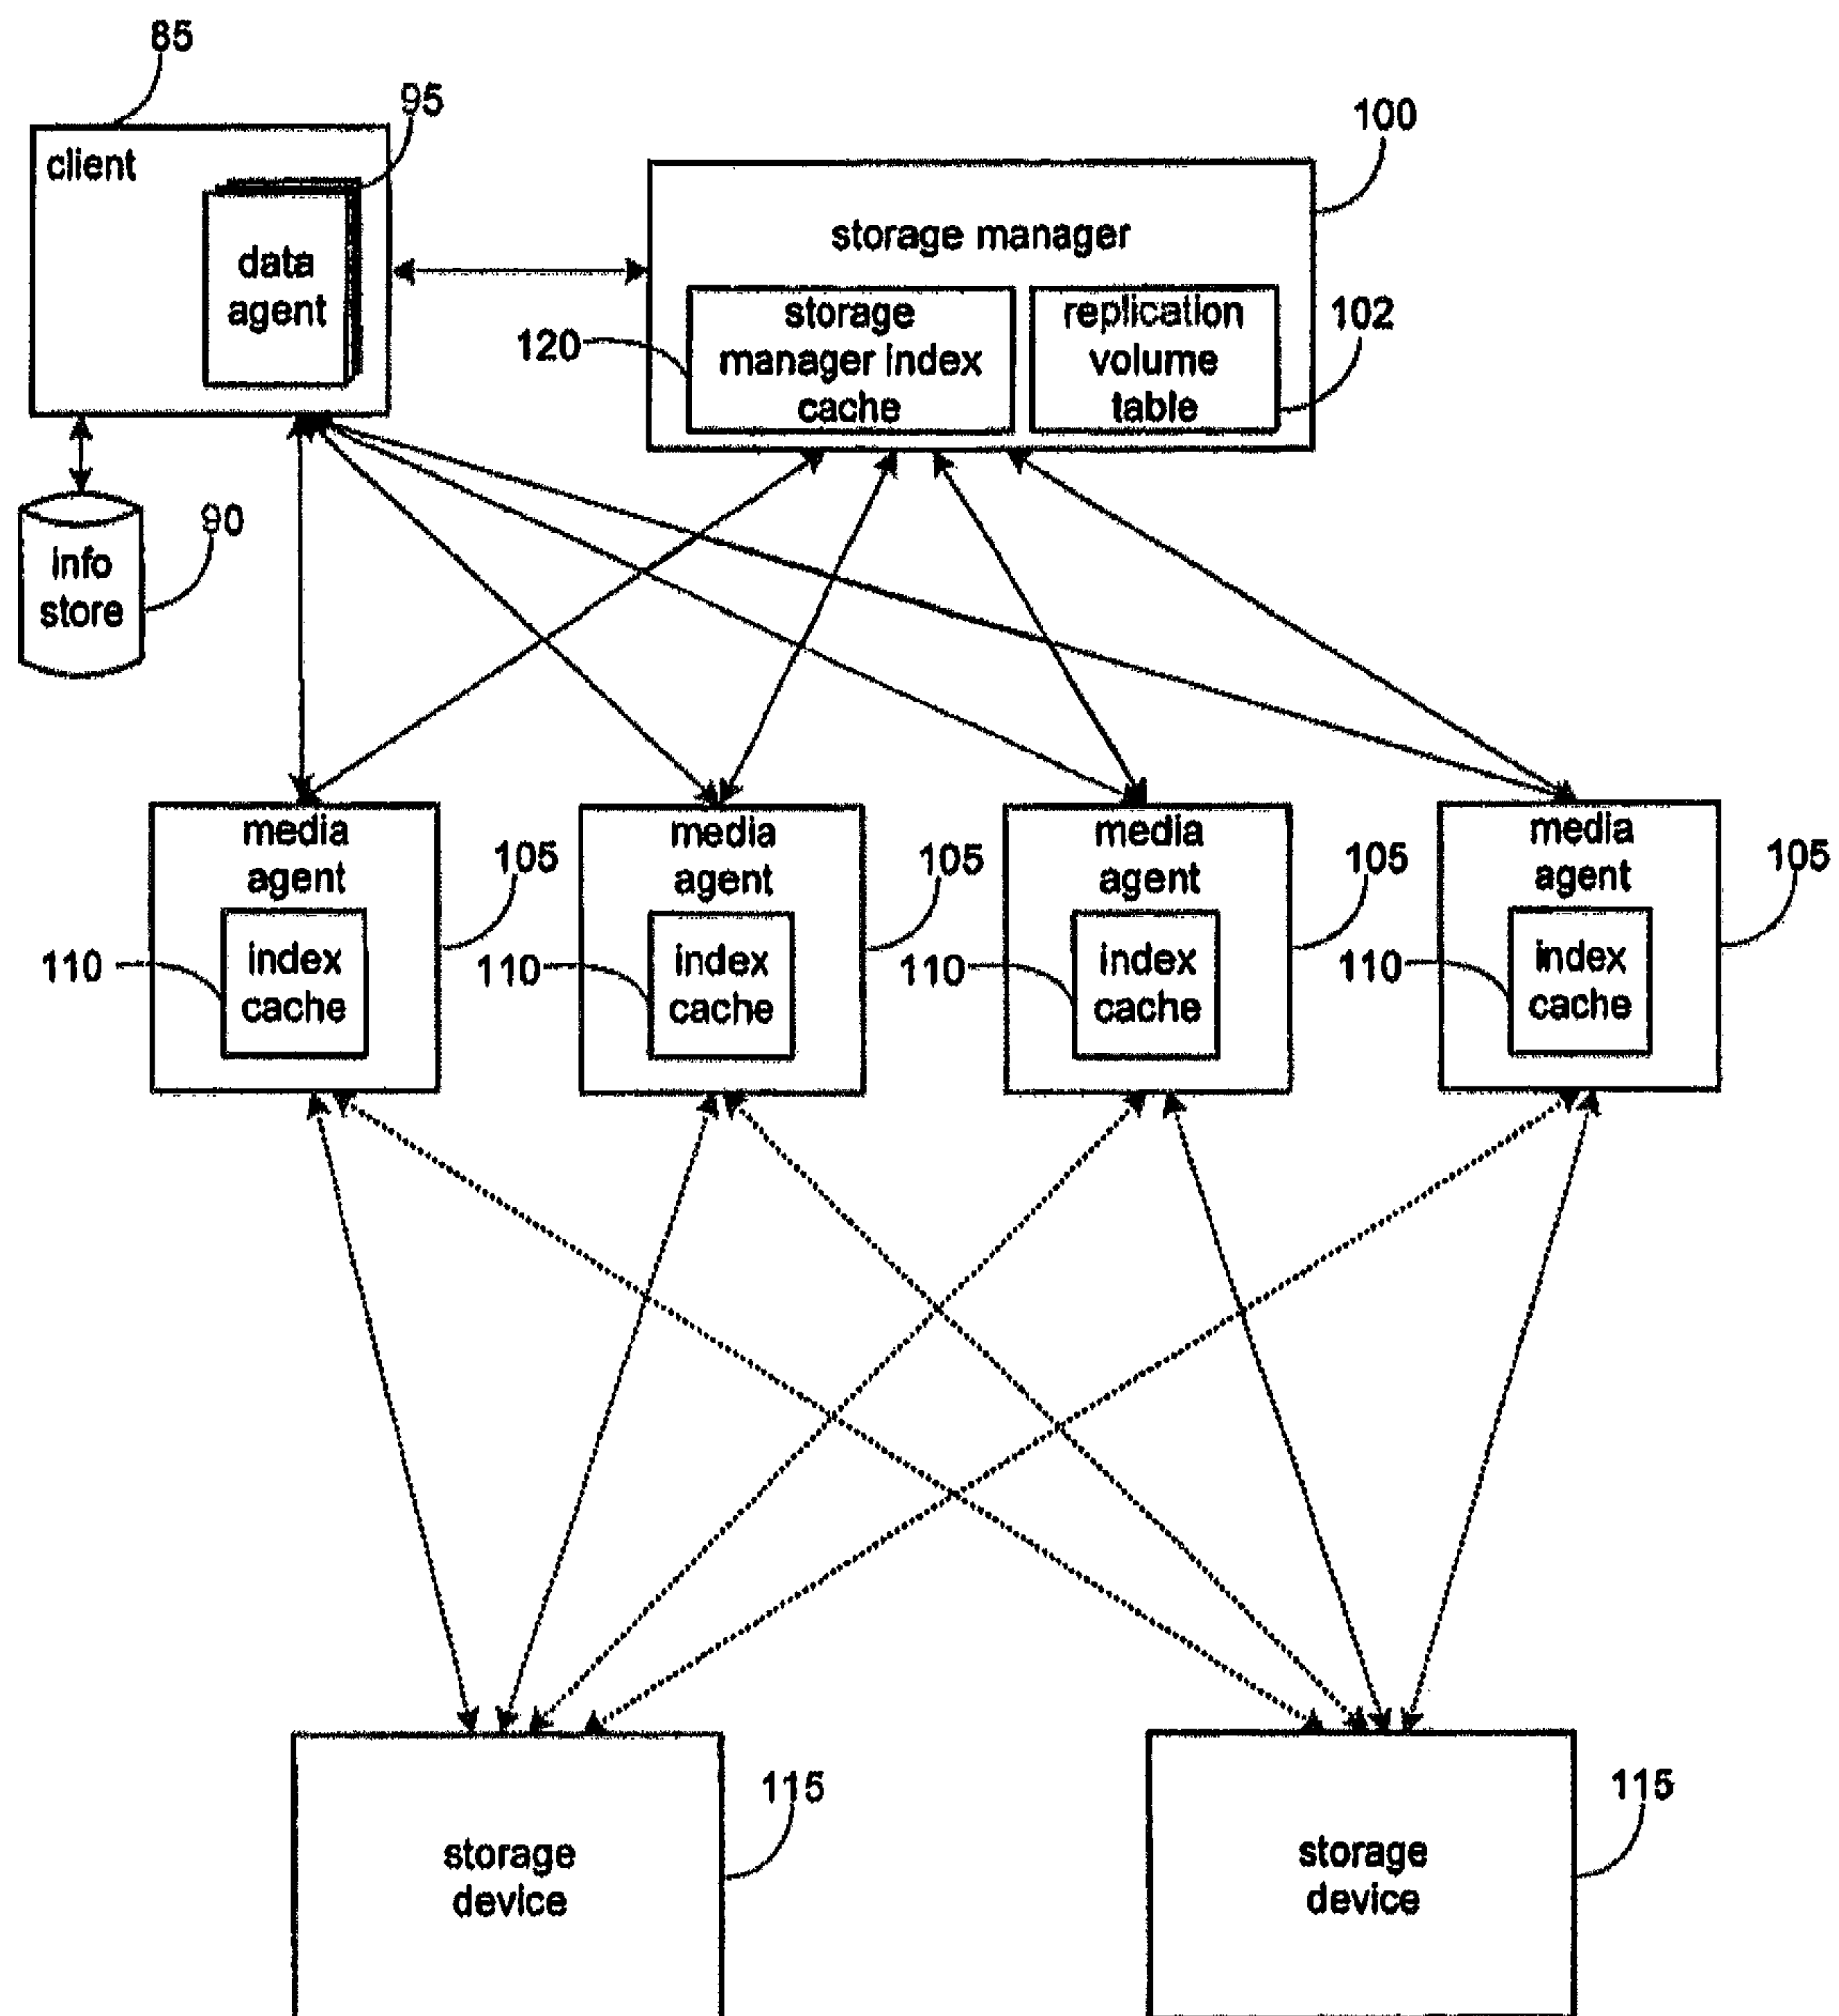 85
95
100
client
data
agent
storage manager
120
storage
manager index
cache
replication
volume
table
102
90
info
store
media
agent
105
110
index
cache
media
agent
105
110
index
cache
media
agent
105
110
index
cache
media
agent
105
110
index
cache
storage
device
115
storage
device
115